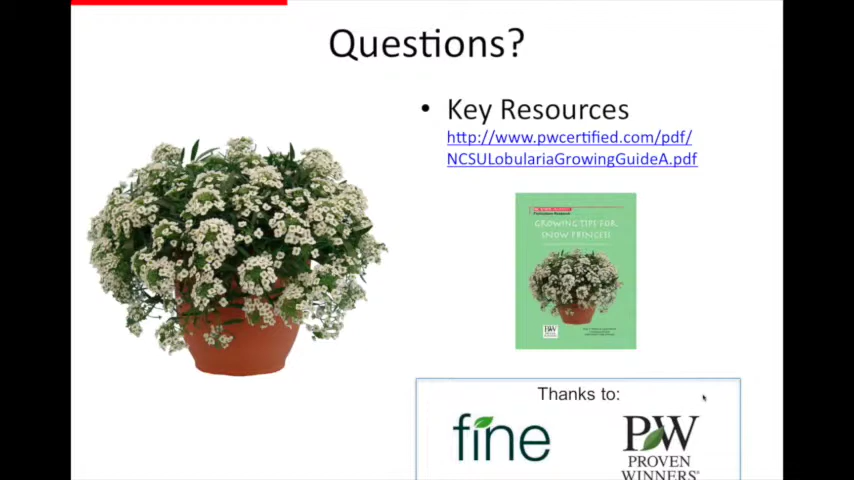 Questions?
• Key Resources
http://www.pwcertified.com/pdf/
NCSULobulariaGrowingGuideA.pdf
GROWING TIPS FOR
SNOW PRINCESS
PW
Thanks to:
fine
PW
PROVEN
WINNERS®